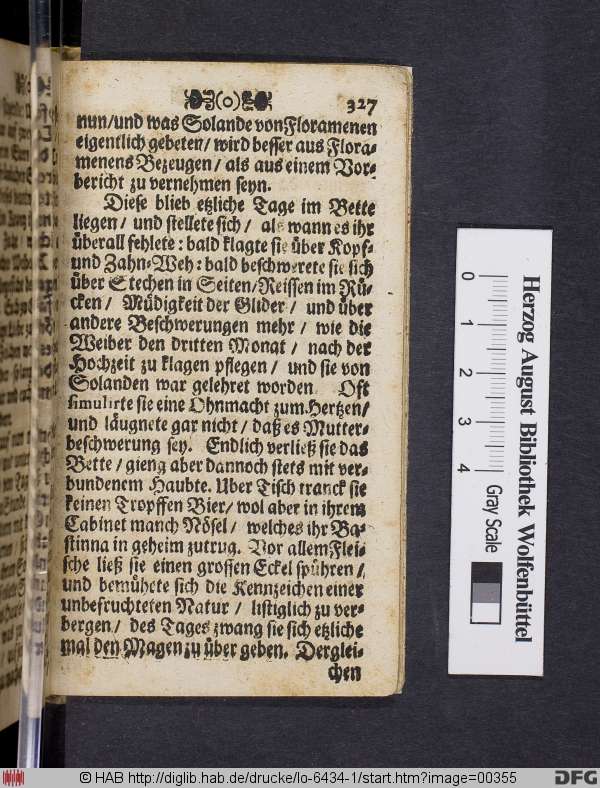 (o) 327
nun/und was Solande von Floramenen
eigentlich gebeten/ wird besser aus Flora-
menens Bezeugen/ als aus einem Vor-
bericht zu vernehmen seyn.
Diese blieb etzliche Tage im Bette
liegen/ und stellete sich/ als wann es ihr
überall fehlete: bald klagte sie über Kopf-
und Zahn-Weh: bald beschwerete sie sich
über Stechen in Seiten/ Reissen im Rü-
cken/ Müdigkeit der Glider/ und über
andere Beschwerungen mehr/ wie die
Weiber den dritten Monat/ nach der
Hochzeit zu klagen pflegen/ und sie von
Solanden war gelehret worden Oft
simulirte sie eine Ohnmacht zum Hertzen/
und läugnete gar nicht/ daß es Mutter-
beschwerung sey. Endlich verließ sie das
Bette/ gieng aber dannoch stets mit ver-
bundenem Haubte. Uber Tisch tranck sie
keinen Tropffen Bier/ wol aber in ihrem
Cabinet manch Nösel/ welches ihr Ba-
stinna in geheim zutrug. Vor allem Flei-
sche ließ sie einen grossen Eckel spühren/
und bemühete sich die Kennzeichen einer
unbefruchteten Natur/ listiglich zu ver-
bergen/ des Tages zwang sie sich etzliche
mal den Magen zu über geben. Derglei-
chen
0
1
2
3
4
Gray Scale
Herzog August Bibliothek Wolfenbüttel
© HAB http://diglib.hab.de/drucke/lo-6434-1/start.htm?image=00355
DFG